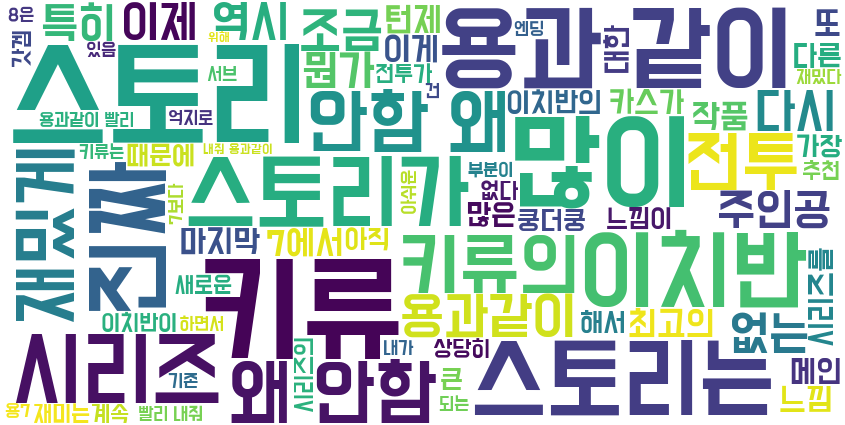 8은
특히
이제
역시
조금
턴제
용과 같이
또
갓겜
있음
위해
스토리
서브
뭔가
이게
전투가
건
엔딩
대한
다른
재밌다
용과같이 빨리
억지로
안함 왜
이치반의
카스가
작품
다시
키류는
때문에
내줘 용과같이
많이
전투
가장
추천
재밌게
진짜
7보다
스토리가
아쉬운
부분이
없다
많은
쿵더쿵
느낌이
주인공
마지막
7에서
아직
키류의
이치반
새로운
키류
용과같이
해서
최고의
없는
시리즈를
이치반이
하면서
시리즈
기존
시리즈의
왜 안함
내가
상당히
큰
되는
스토리는
메인
느낌
용7
재미는
계속
빨리 내줘